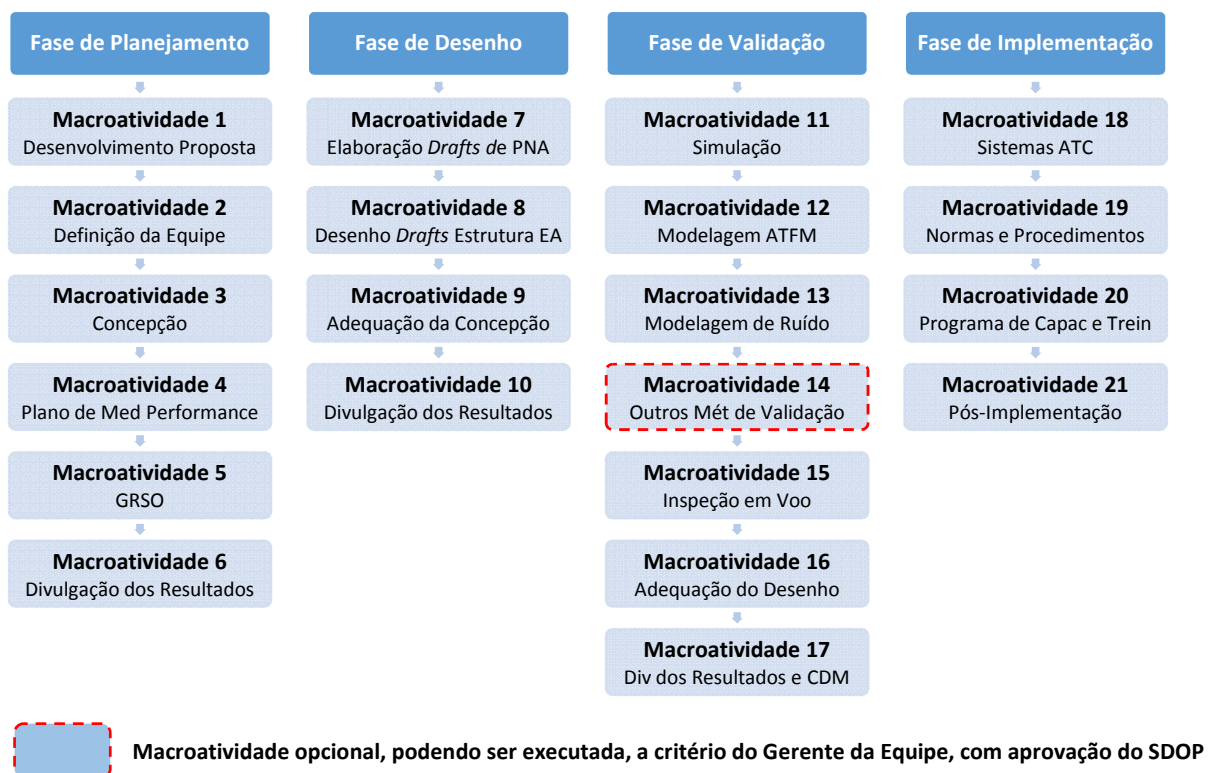 Fase de Planejamento
Macroatividade 1
Desenvolvimento Proposta
Macroatividade 2
Definição da Equipe
Macroatividade 3
Concepção
Macroatividade 4
Plano de Med Performance
Macroatividade 5
GRSO
Macroatividade 6
Divulgação dos Resultados
Fase de Desenho
Macroatividade 7
Elaboração Drafts de PNA
Macroatividade 8
Desenho Drafts Estrutura EA
Macroatividade 9
Adequação da Concepção
Macroatividade 10
Divulgação dos Resultados
Fase de Validação
Macroatividade 11
Simulação
Macroatividade 12
Modelagem ATFM
Macroatividade 13
Modelagem de Ruído
Macroatividade 14
Outros Mét de Validação
Macroatividade 15
Inspeção em Voo
Macroatividade 16
Adequação do Desenho
Macroatividade 17
Div dos Resultados e CDM
Fase de Implementação
Macroatividade 18
Sistemas ATC
Macroatividade 19
Normas e Procedimentos
Macroatividade 20
Programa de Capac e Trein
Macroatividade 21
Pós-Implementação
Macroatividade opcional, podendo ser executada, a critério do Gerente da Equipe, com aprovação do SDOP